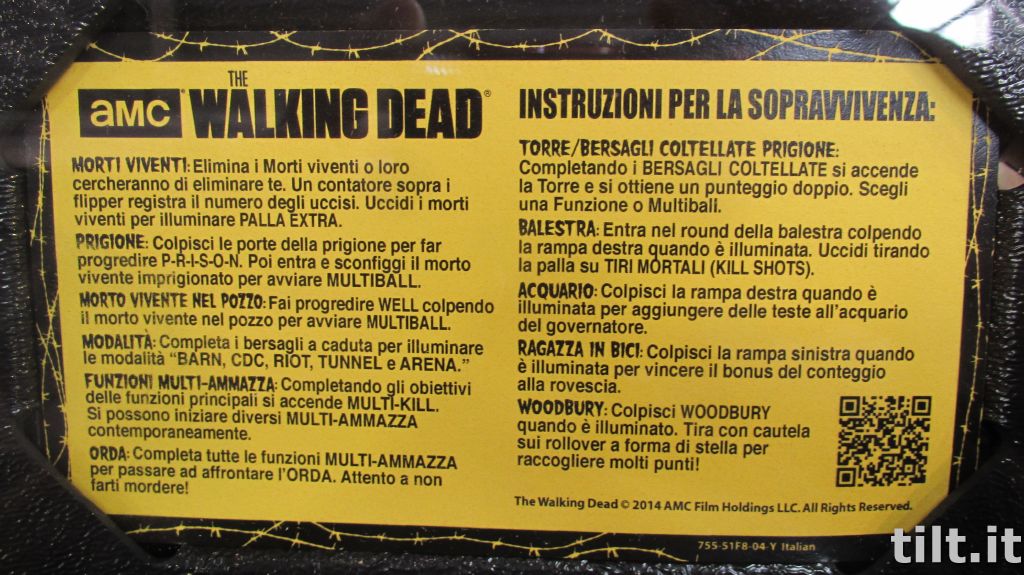 AMC THE WALKING DEAD®
MORTI VIVENTI: Elimina i Morti viventi o loro
cercheranno di eliminare te. Un contatore sopra i
flipper registra il numero degli uccisi. Uccidi i morti
viventi per illuminare PALLA EXTRA.
PRIGIONE: Colpisci le porte della prigione per far
progredire P-R-I-S-O-N. Poi entra e sconfiggi il morto
vivente imprigionato per avviare MULTIBALL.
MORTO VIVENTE NEL POZZO: Fai progredire WELL colpendo
il morto vivente nel pozzo per avviare MULTIBALL.
MODALITÀ: Completa i bersagli a caduta per illuminare
le modalità “BARN, CDC, RIOT, TUNNEL e ARENA.”
FUNZIONI MULTI-AMMAZZA: Completando gli obiettivi
delle funzioni principali si accende MULTI-KILL.
Si possono iniziare diversi MULTI-AMMAZZA
contemporaneamente.
ORDA: Completa tutte le funzioni MULTI-AMMAZZA
per passare ad affrontare l'ORDA. Attento a non
farti mordere!
INSTRUZIONI PER LA SOPRAVVIVENZA:
TORRE/BERSAGLI COLTELLATE PRIGIONE:
Completando i BERSAGLI COLTELLATE si accende
la Torre e si ottiene un punteggio doppio. Scegli
una Funzione o Multiball.
BALESTRA: Entra nel round della balestra colpendo
la rampa destra quando è illuminata. Uccidi tirando
la palla su TIRI MORTALI (KILL SHOTS).
ACQUARIO: Colpisci la rampa destra quando è
illuminata per aggiungere delle teste all'acquario
del governatore.
RAGAZZA IN BICI: Colpisci la rampa sinistra quando
è illuminata per vincere il bonus del conteggio
alla rovescia.
WOODBURY: Colpisci WOODBURY
quando è illuminato. Tira con cautela
sui rollover a forma di stella per
raccogliere molti punti!
The Walking Dead © 2014 AMC Film Holdings LLC. All Rights Reserved.
755-51F8-04-Y Italian
tilt.it